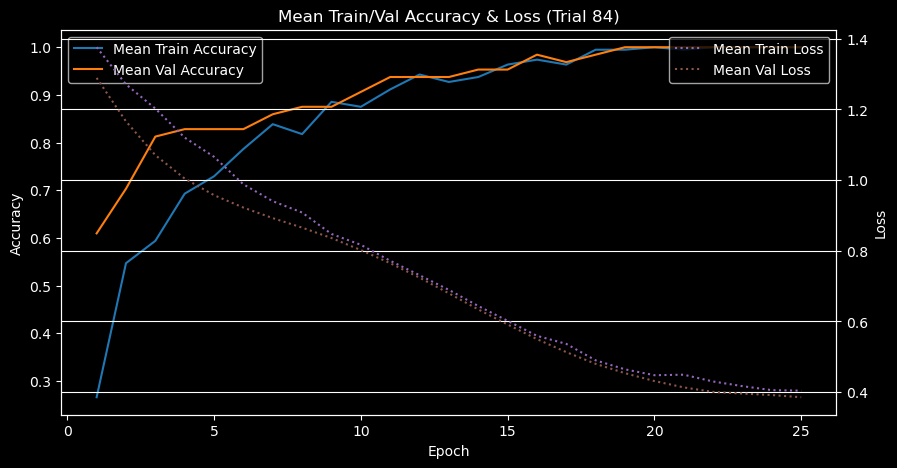 Mean Train/Val Accuracy & Loss (Trial 84)
Mean Train Accuracy
Mean Val Accuracy
Mean Train Loss
Mean Val Loss
1.0
0.9
0.8
0.7
0.6
0.5
0.4
0.3
Accuracy
1.4
1.2
1.0
0.8
0.6
0.4
Loss
0
5
10
15
20
25
Epoch